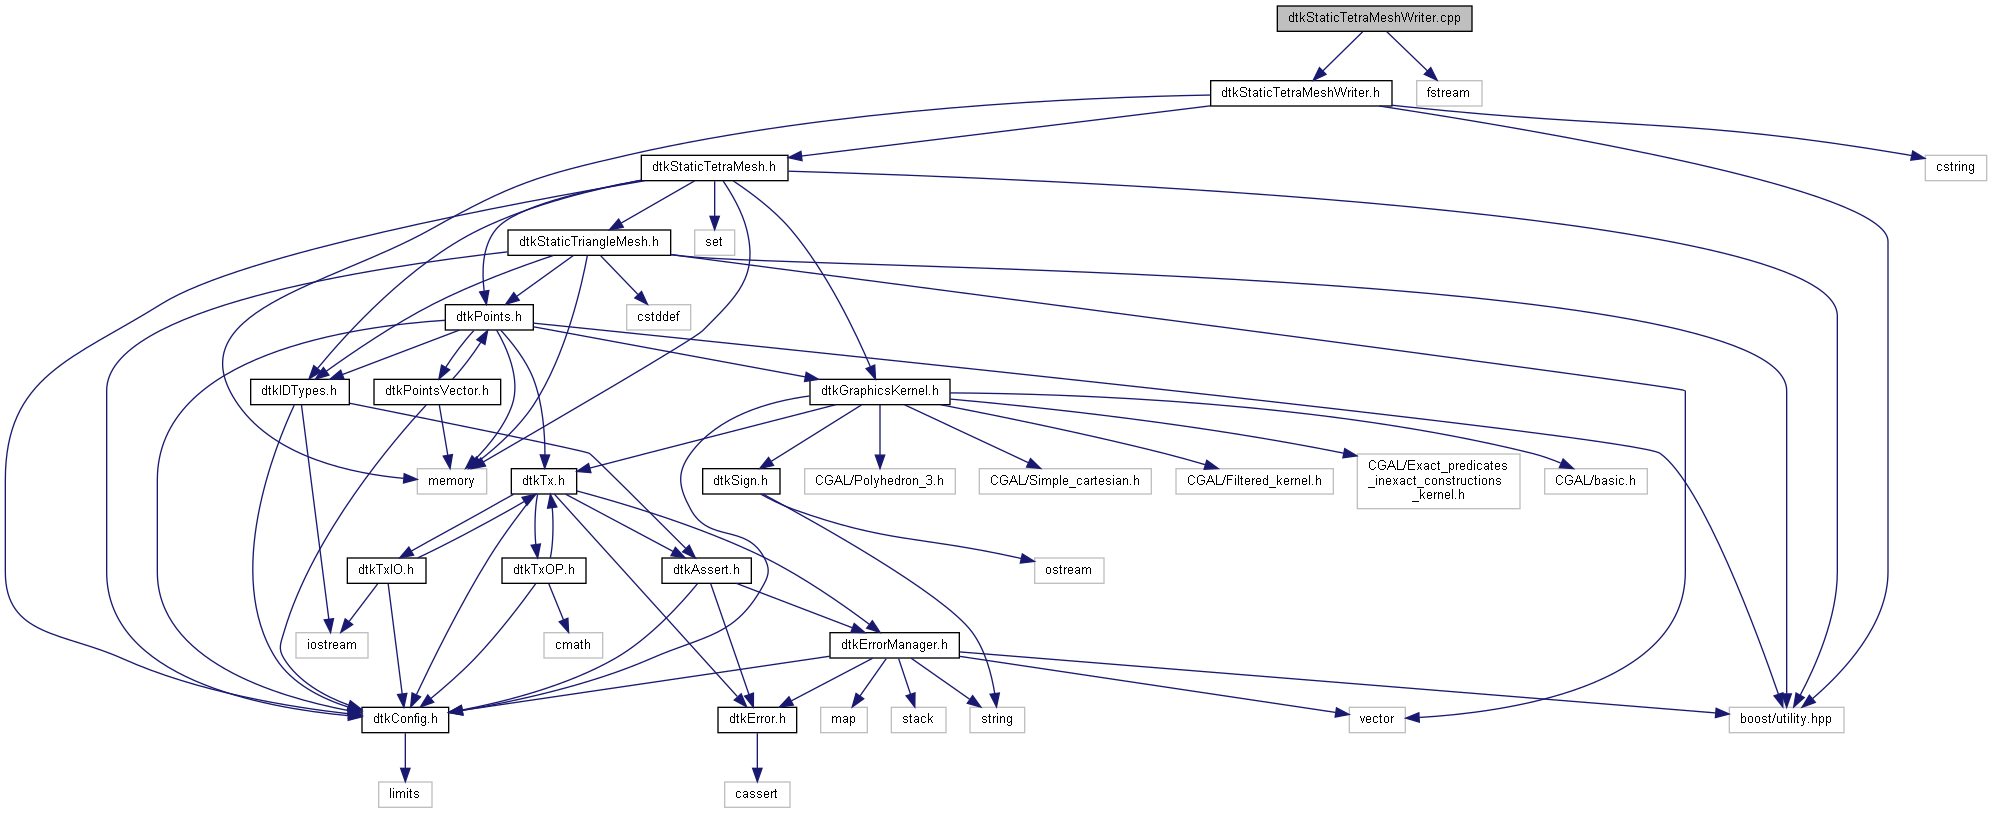 dtkStaticTetraMeshWriter.cpp
dtkStaticTetraMeshWriter.h
fstream
dtkStaticTetraMesh.h
cstring
dtkStaticTriangleMesh.h
set
dtkPoints.h
cstddef
dtkIDTypes.h
dtkPointsVector.h
dtkGraphicsKernel.h
memory
dtkTx.h
dtkSign.h
CGAL/Polyhedron_3.h
CGAL/Simple_cartesian.h
CGAL/Filtered_kernel.h
CGAL/Exact_predicates
_inexact_constructions
_kernel.h
CGAL/basic.h
dtkTxIO.h
dtkTxOP.h
dtkAssert.h
ostream
iostream
cmath
dtkErrorManager.h
dtkConfig.h
dtkError.h
map
stack
string
vector
boost/utility.hpp
limits
cassert